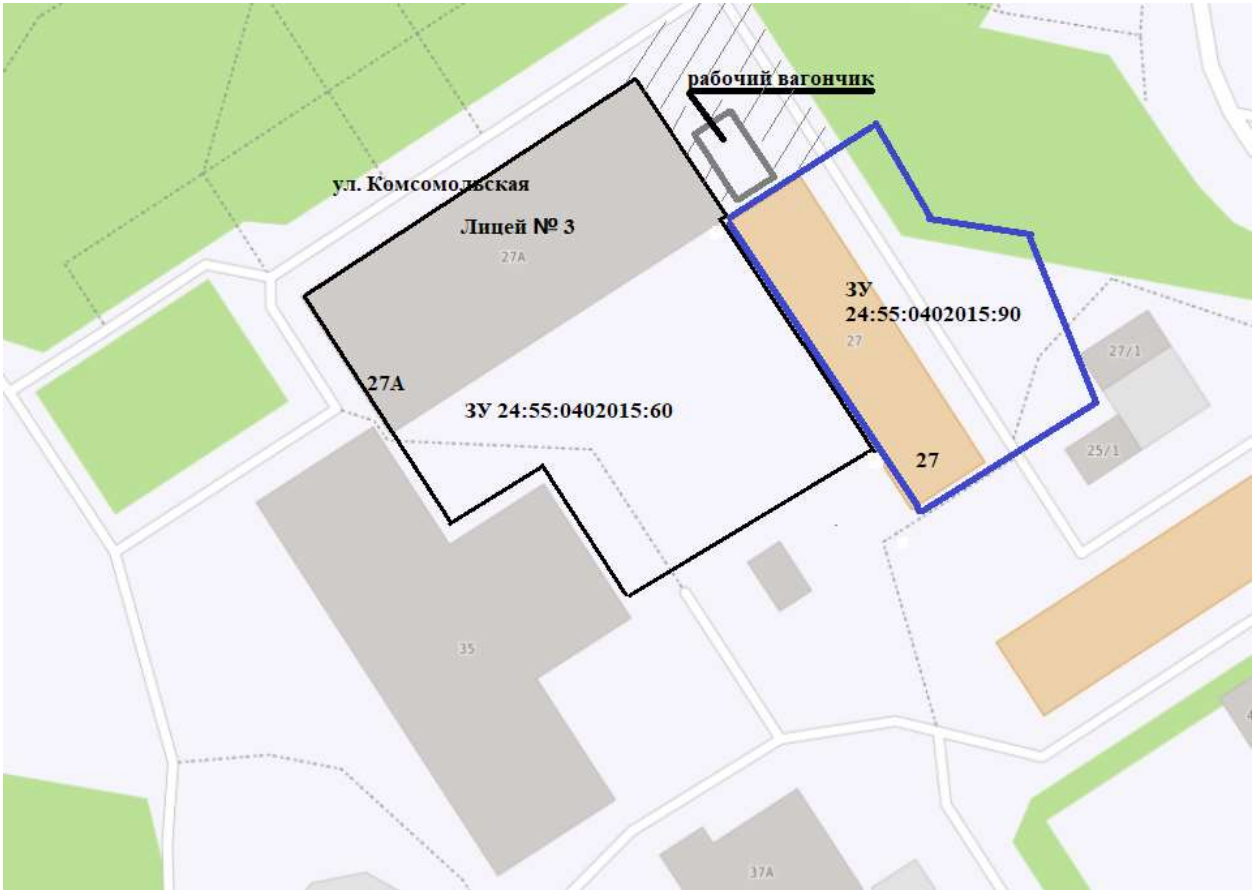 рабочий вагончик
ул. Комсомольская
Лицей № 3
27А
ЗУ
24:55:0402015:90
27
27/1
27А
ЗУ 24:55:0402015:60
25/1
27
35
37А